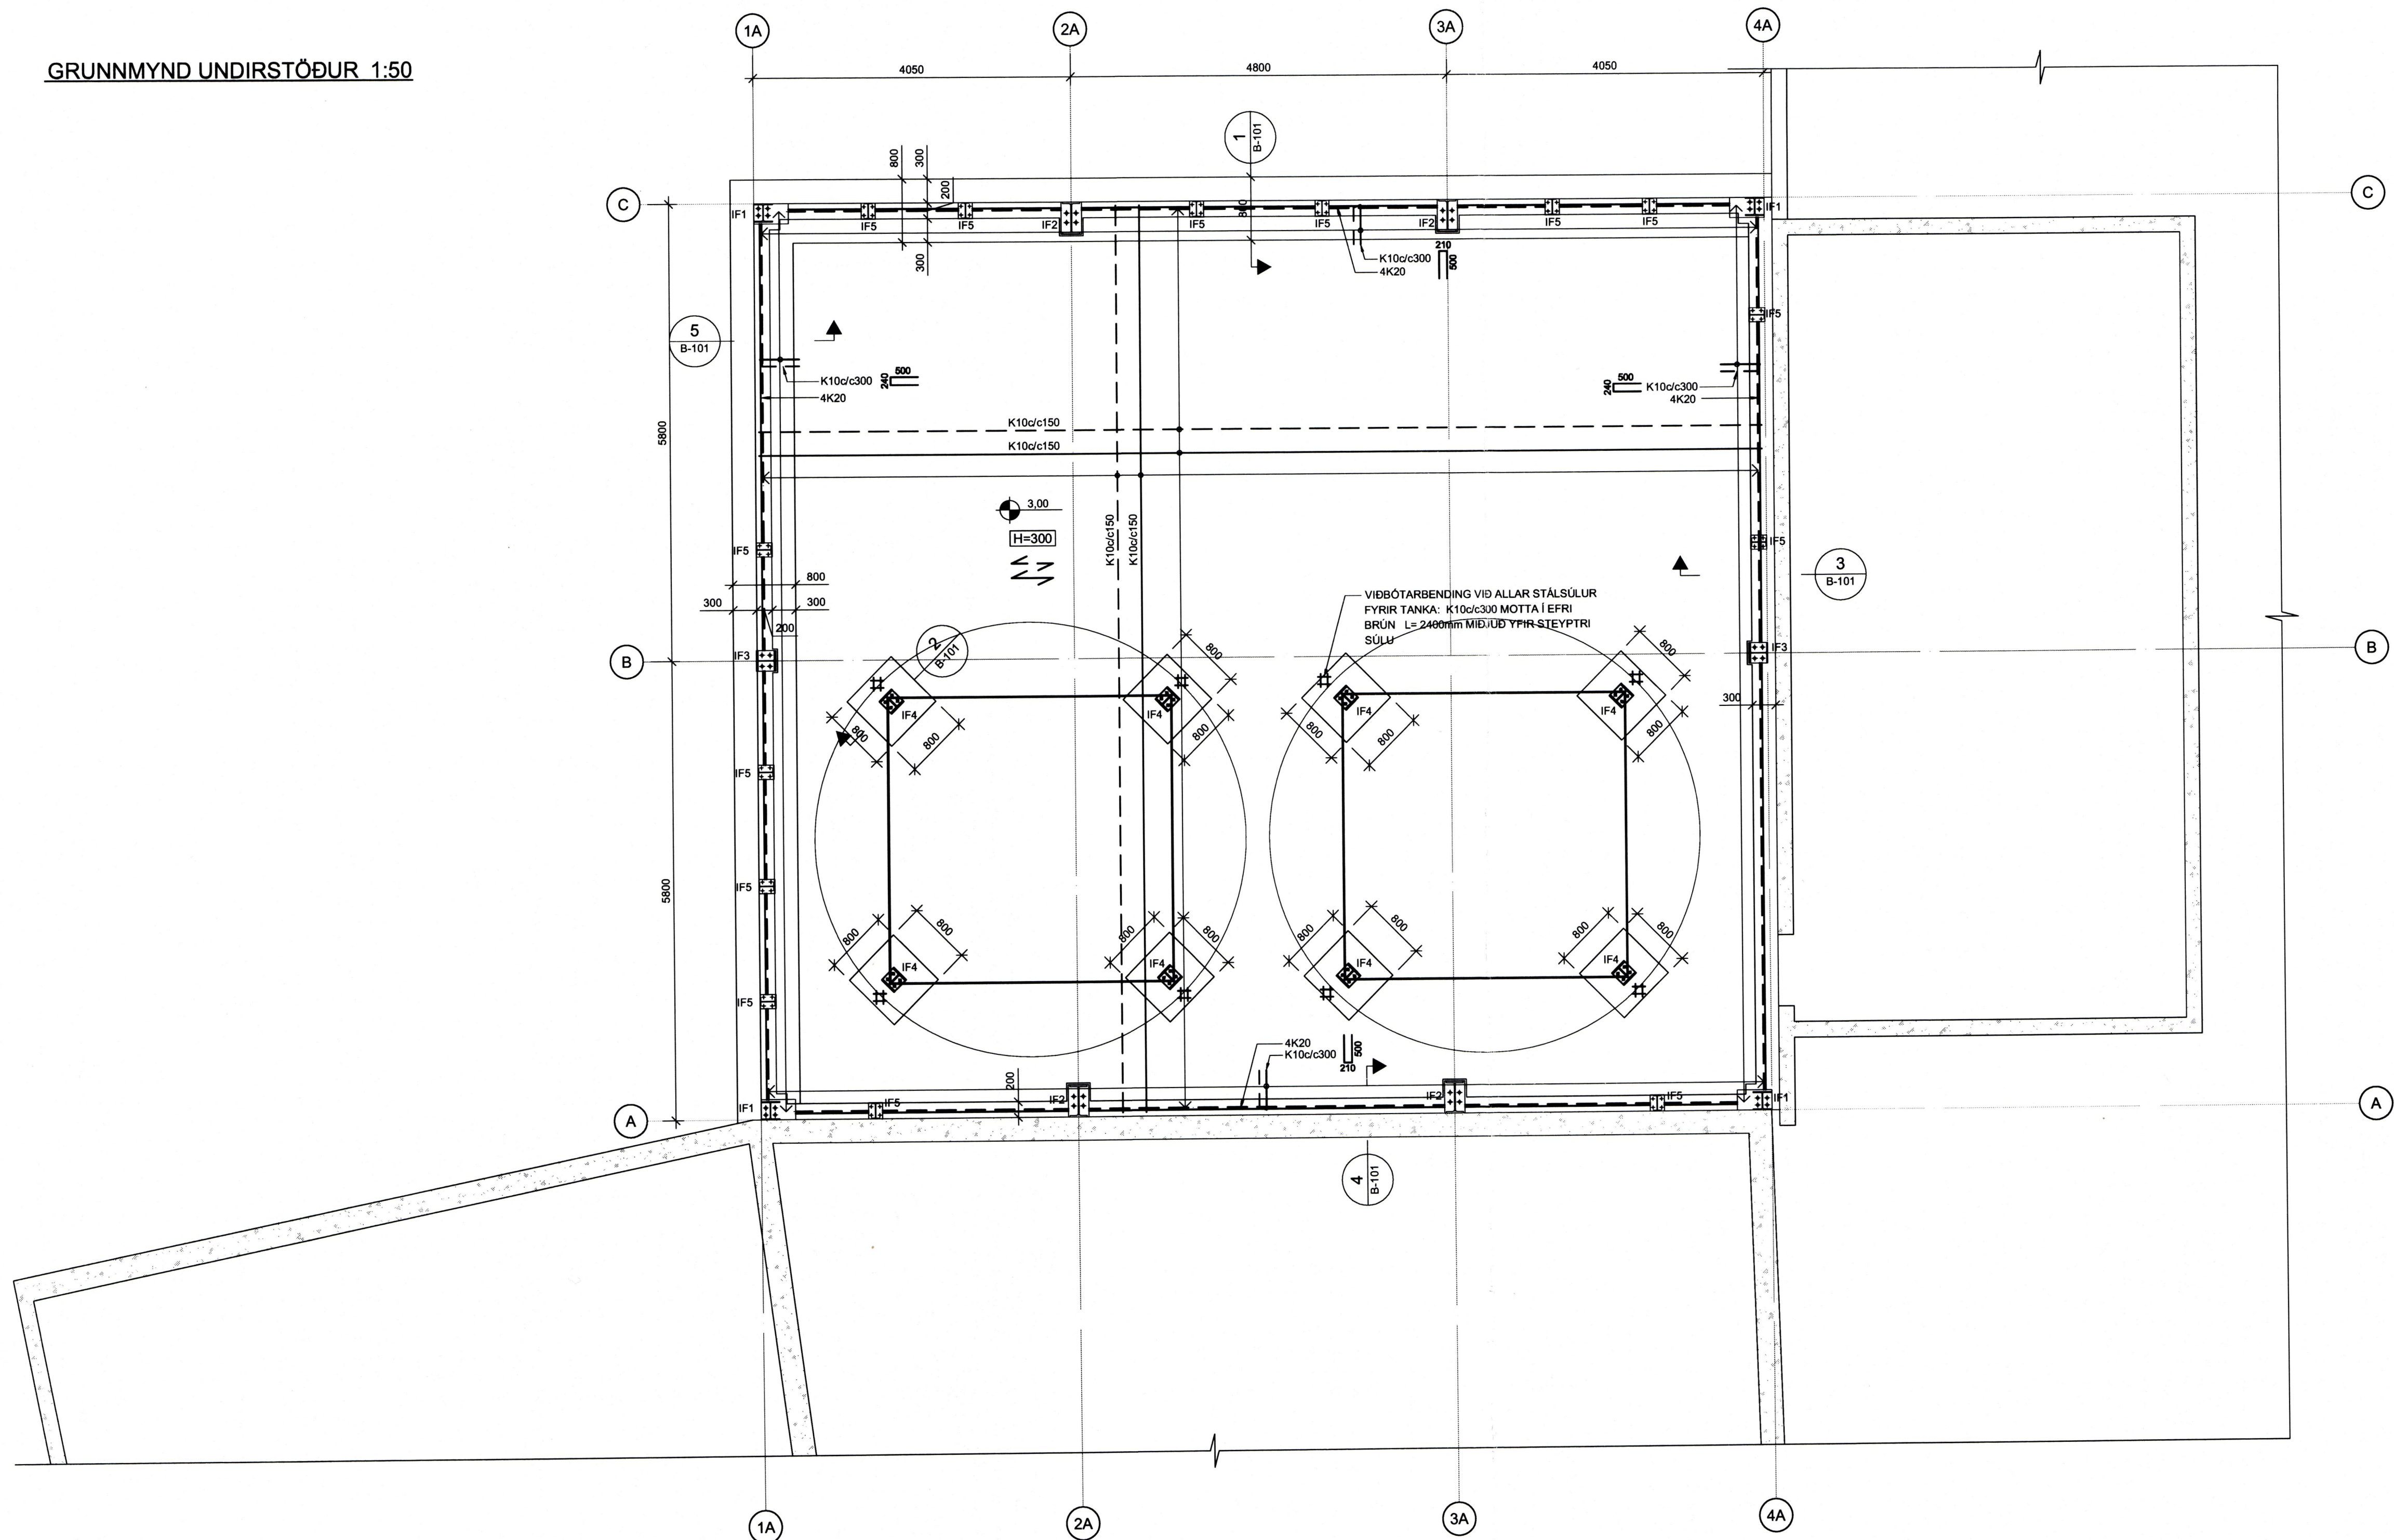 GRUNNMYND UNDIRSTÖÐUR 1:50
1A
2A
3A
4A
4050
4800
4050
1
B-101
800
300
200
800
300
C
C
IF1
IF5
IF5
IF2
IF5
IF5
IF2
IF5
IF5
IF1
K10c/c300
4K20
210
500
5
B-101
IF5
K10c/c300
4K20
240
500
240
500
K10c/c300
4K20
5800
K10c/c150
K10c/c150
3,00
H=300
K10c/c150
K10c/c150
IF5
IF5
3
B-101
800
300
300
200
VIÐBÓTARBENDING VIÐ ALLAR STÁLSÚLUR
FYRIR TANKA: K10c/c300 MOTTA Í EFRI
BRÚN L= 2400mm MIÐJUÐ YFIR STEYPTRI
SÚLU
B
B
IF3
IF3
2
B-101
800
800
300
IF4
IF4
IF4
IF4
800
800
800
800
800
800
IF5
IF5
5800
800
800
800
800
800
800
800
800
IF4
IF4
IF4
IF4
IF5
4K20
K10c/c300
500
210
200
A
A
IF1
IF5
IF2
IF2
IF5
IF1
4
B-101
1A
2A
3A
4A